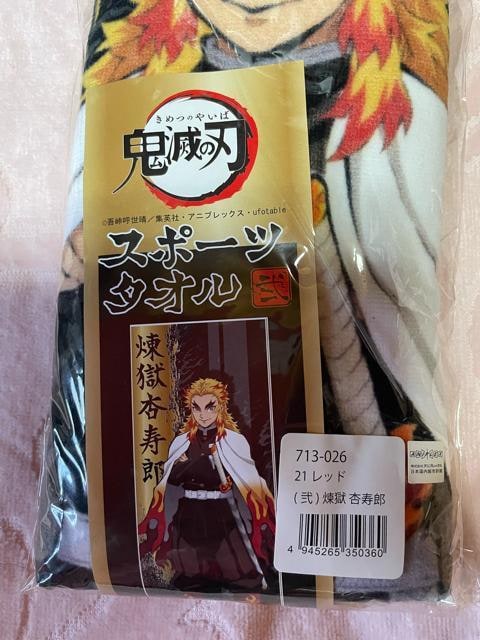 きめつのやいば
鬼滅の刃
©吾峠呼世晴／集英社・アニプレックス・ufotable
スポーツ
タオル 弐
煉獄杏寿郎
713-026
21 レッド
( 弐 ) 煉獄 杏寿郎
4 945265 350360